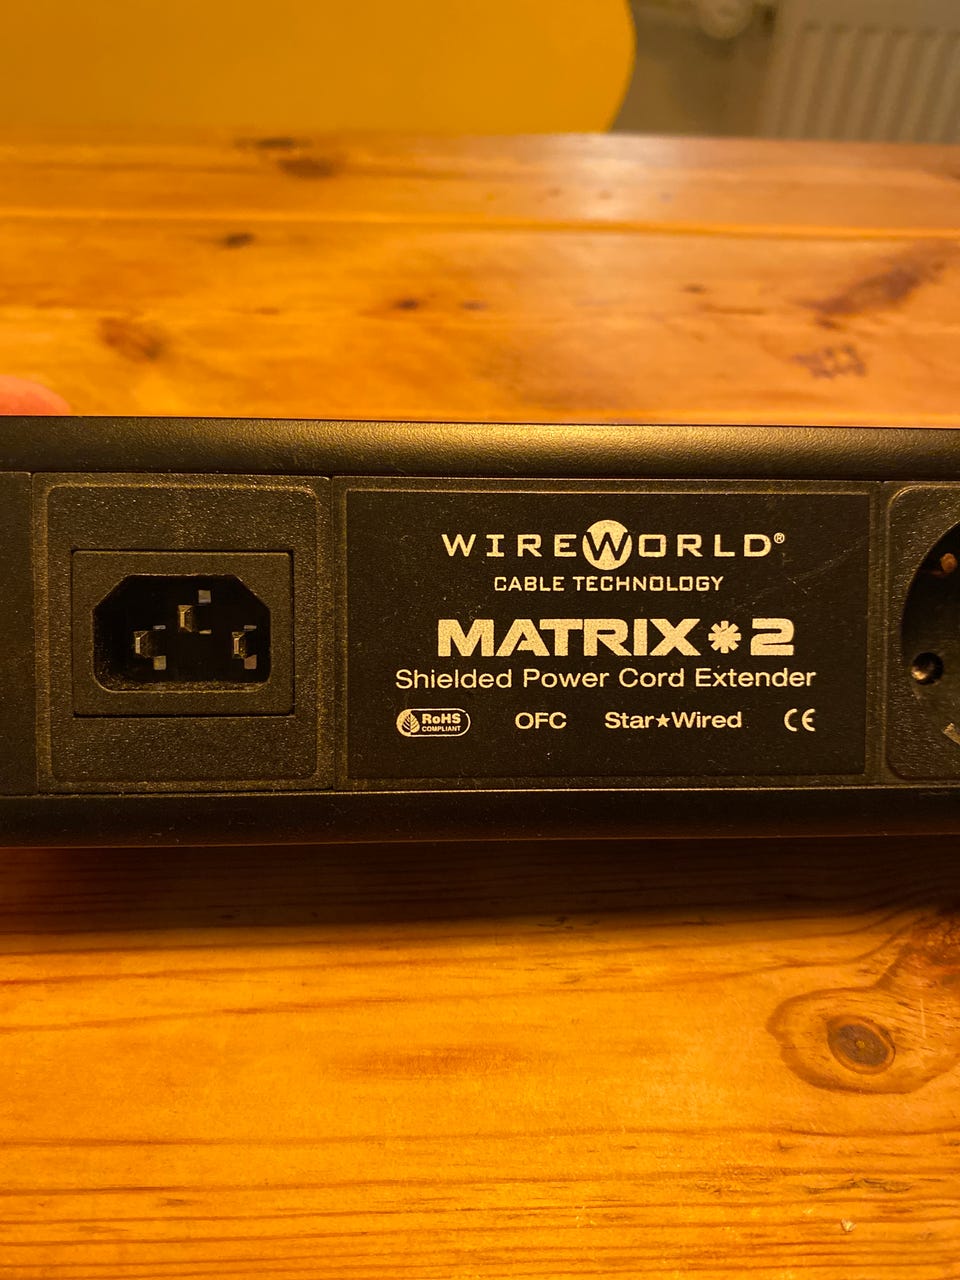 WIREWORLD®
CABLE TECHNOLOGY
MATRIX✷2
Shielded Power Cord Extender
RoHS COMPLIANT OFC Star★Wired CE